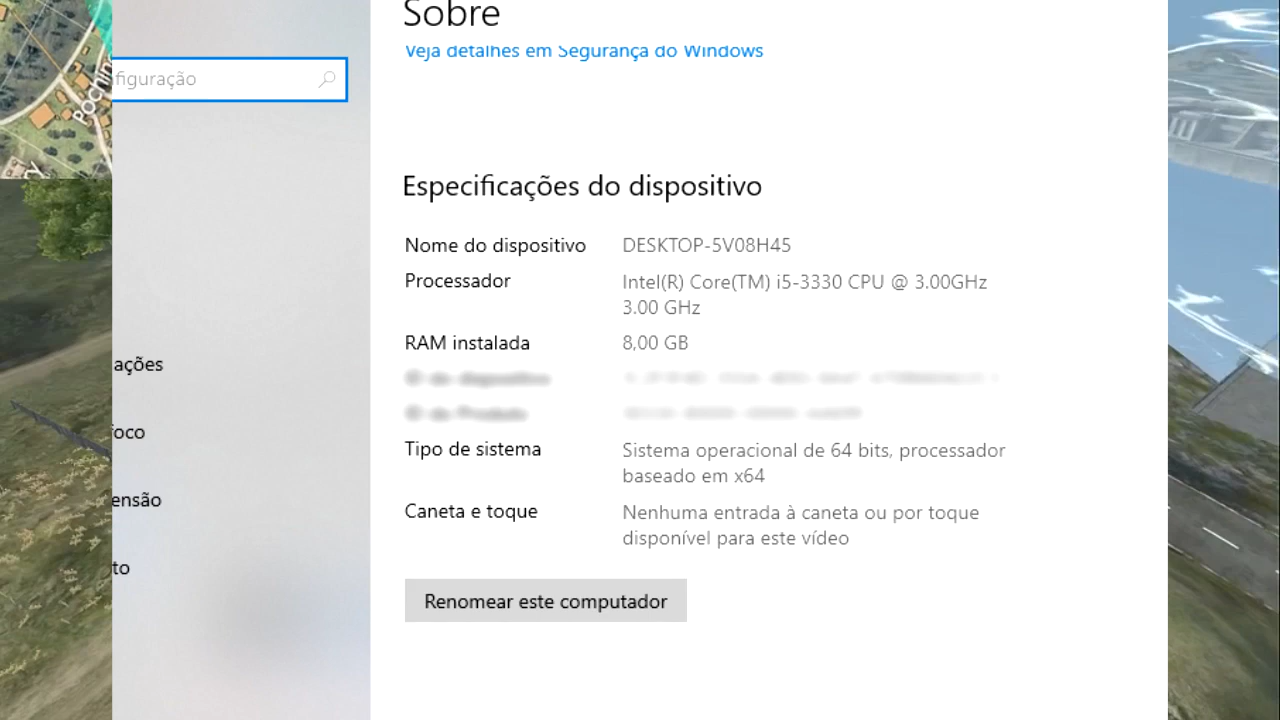 Sobre
Veja detalhes em Segurança do Windows
figuração
Especificações do dispositivo
Nome do dispositivo DESKTOP-5V08H45
Processador Intel(R) Core(TM) i5-3330 CPU @ 3.00GHz
3.00 GHz
RAM instalada 8,00 GB
Tipo de sistema Sistema operacional de 64 bits, processador
baseado em x64
Caneta e toque Nenhuma entrada à caneta ou por toque
disponível para este vídeo
Renomear este computador
ações
foco
ensão
to